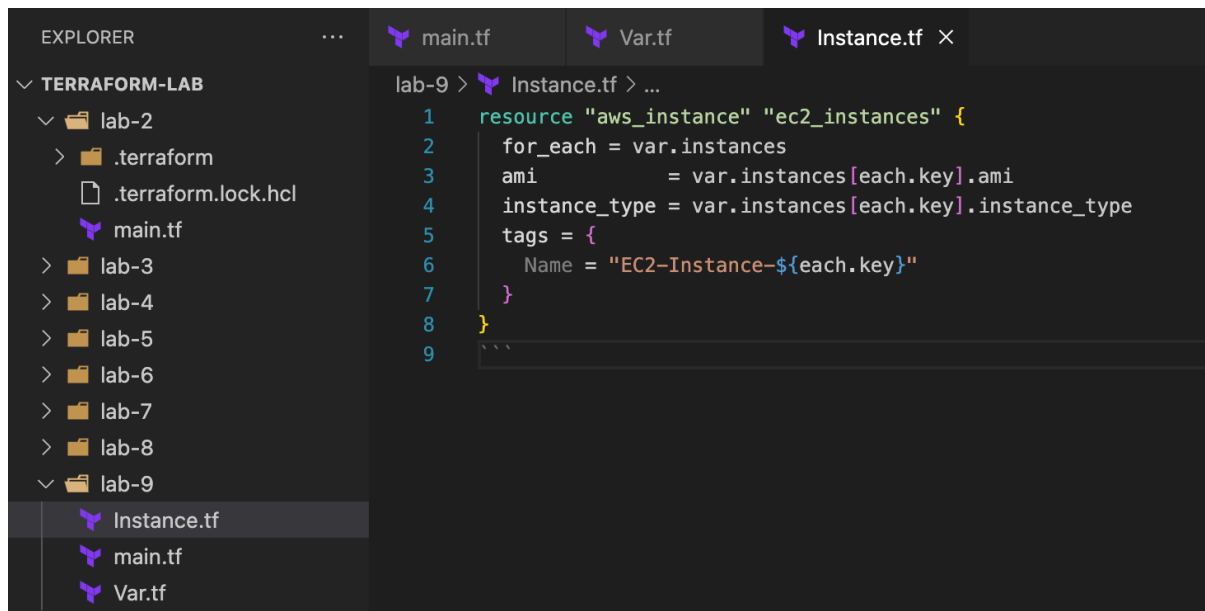 EXPLORER
...
TERRAFORM-LAB
lab-2
.terraform
.terraform.lock.hcl
main.tf
lab-3
lab-4
lab-5
lab-6
lab-7
lab-8
lab-9
Instance.tf
main.tf
Var.tf
main.tf
Var.tf
Instance.tf ×
lab-9 > Instance.tf > ...
1 resource "aws_instance" "ec2_instances" {
2   for_each = var.instances
3   ami           = var.instances[each.key].ami
4   instance_type = var.instances[each.key].instance_type
5   tags = {
6     Name = "EC2-Instance-${each.key}"
7   }
8 }
9 ```